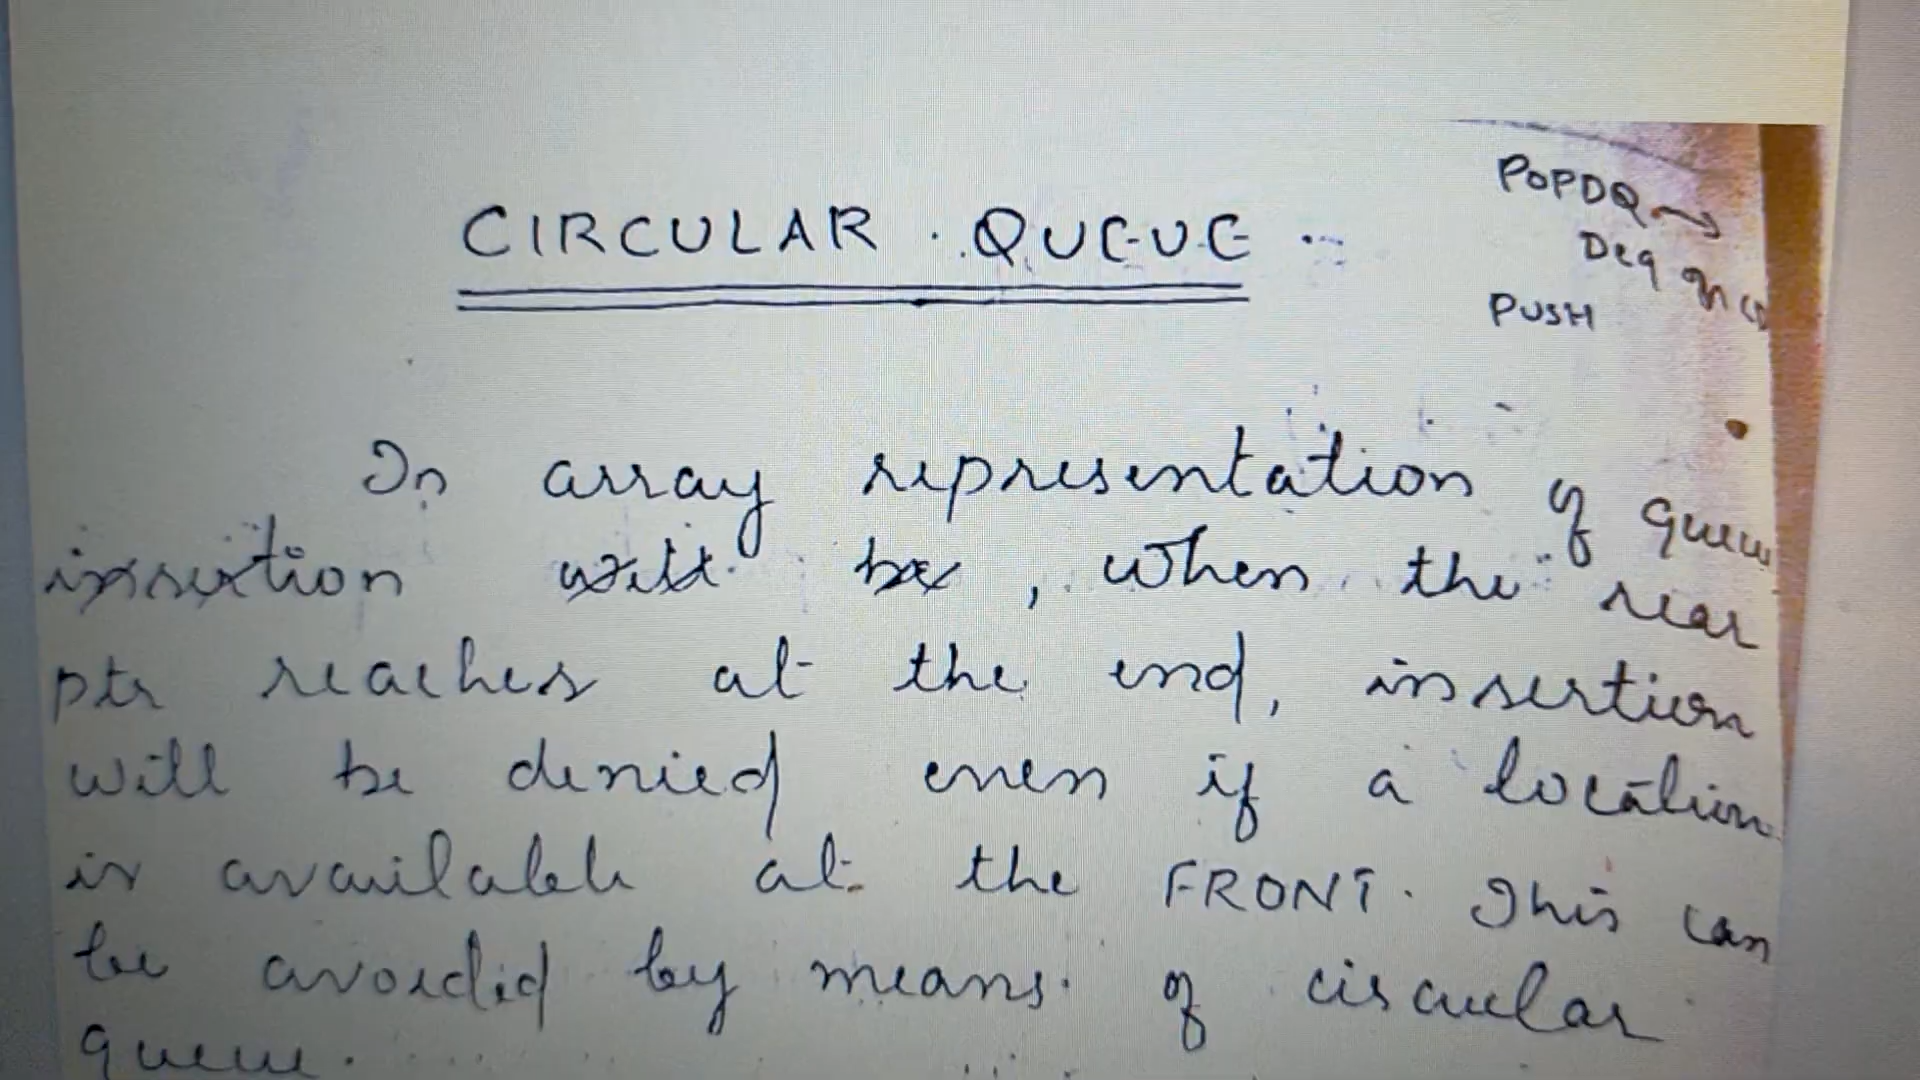 CIRCULAR QUEUE
POPDQ →
Deq
PUSH
In array representation of queue
insertion will be, when the rear
ptr reaches at the end, insertion
will be denied even if a location
is available at the FRONT. This can
be avoided by means of circular
queue.